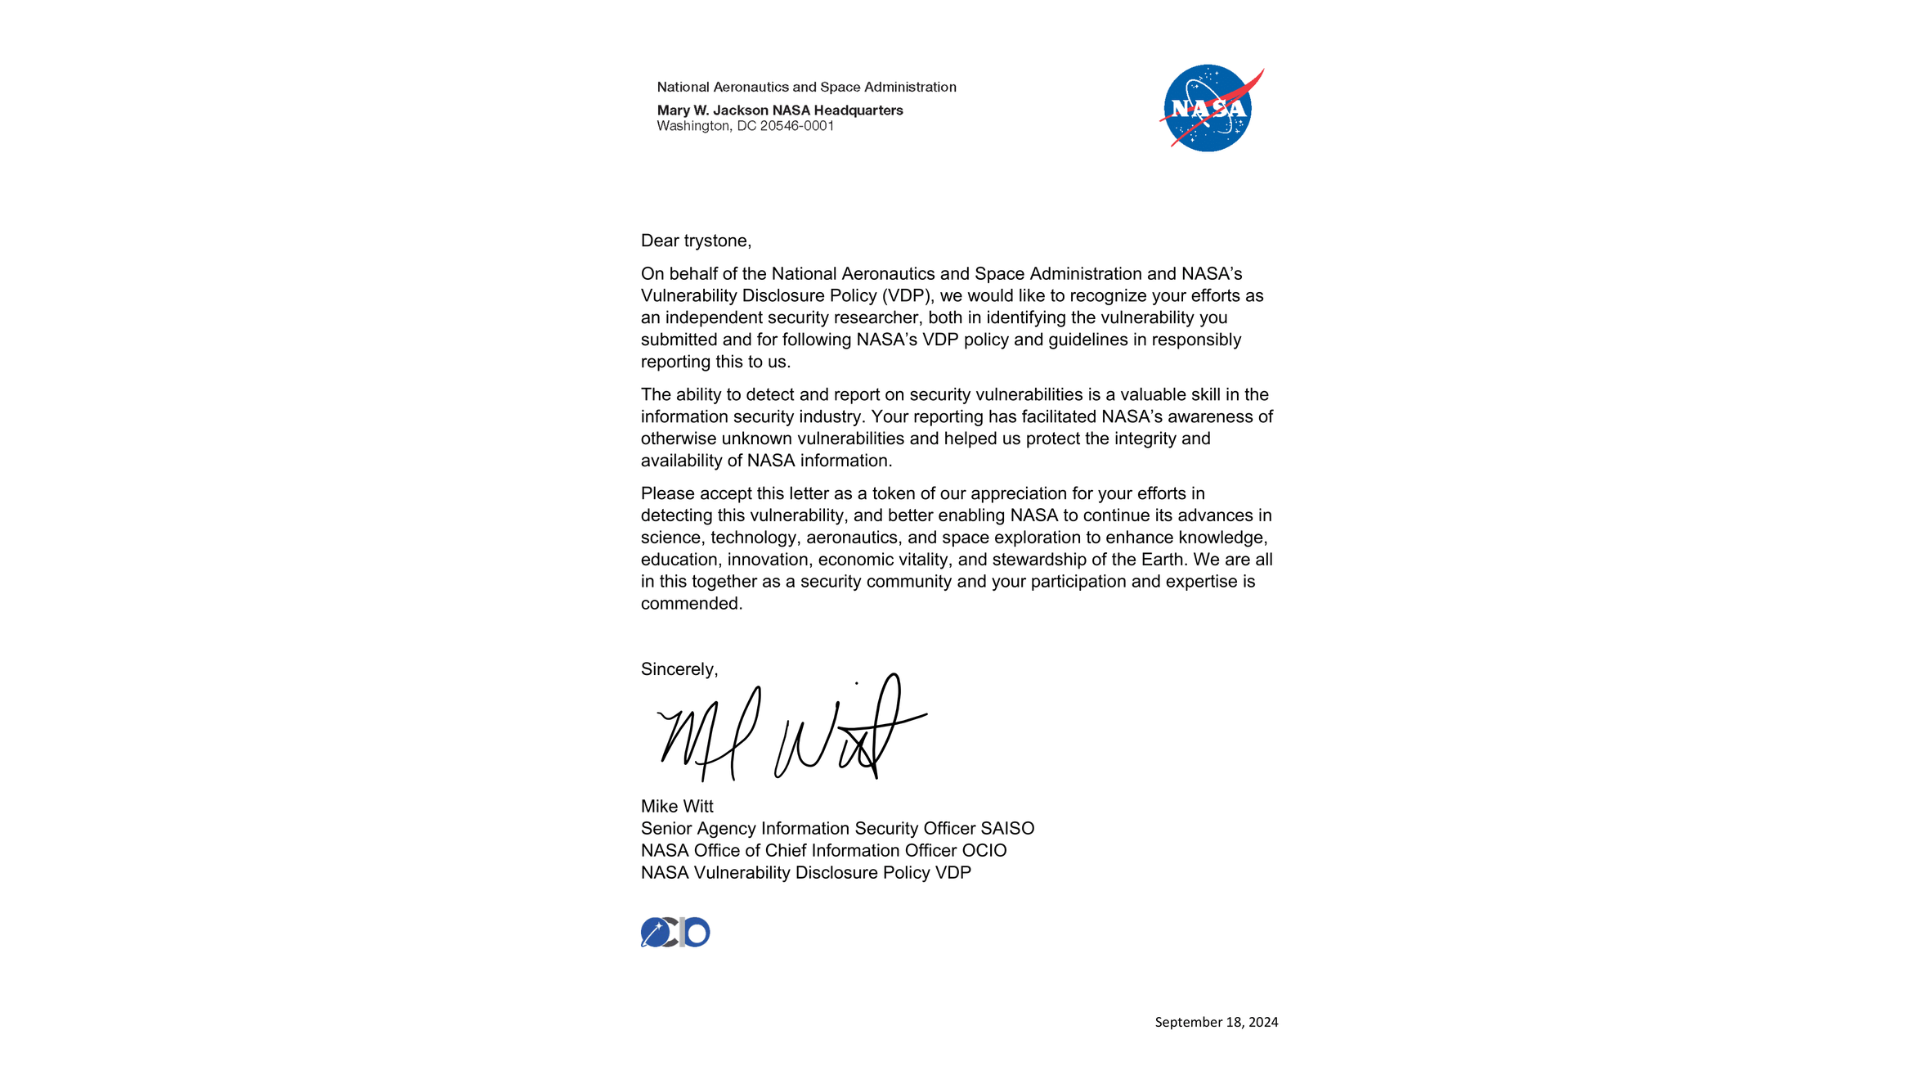 National Aeronautics and Space Administration
Mary W. Jackson NASA Headquarters
Washington, DC 20546-0001
NASA
Dear trystone,
On behalf of the National Aeronautics and Space Administration and NASA’s
Vulnerability Disclosure Policy (VDP), we would like to recognize your efforts as
an independent security researcher, both in identifying the vulnerability you
submitted and for following NASA’s VDP policy and guidelines in responsibly
reporting this to us.
The ability to detect and report on security vulnerabilities is a valuable skill in the
information security industry. Your reporting has facilitated NASA’s awareness of
otherwise unknown vulnerabilities and helped us protect the integrity and
availability of NASA information.
Please accept this letter as a token of our appreciation for your efforts in
detecting this vulnerability, and better enabling NASA to continue its advances in
science, technology, aeronautics, and space exploration to enhance knowledge,
education, innovation, economic vitality, and stewardship of the Earth. We are all
in this together as a security community and your participation and expertise is
commended.
Sincerely,
Mike Witt
Senior Agency Information Security Officer SAISO
NASA Office of Chief Information Officer OCIO
NASA Vulnerability Disclosure Policy VDP
OCIO
September 18, 2024